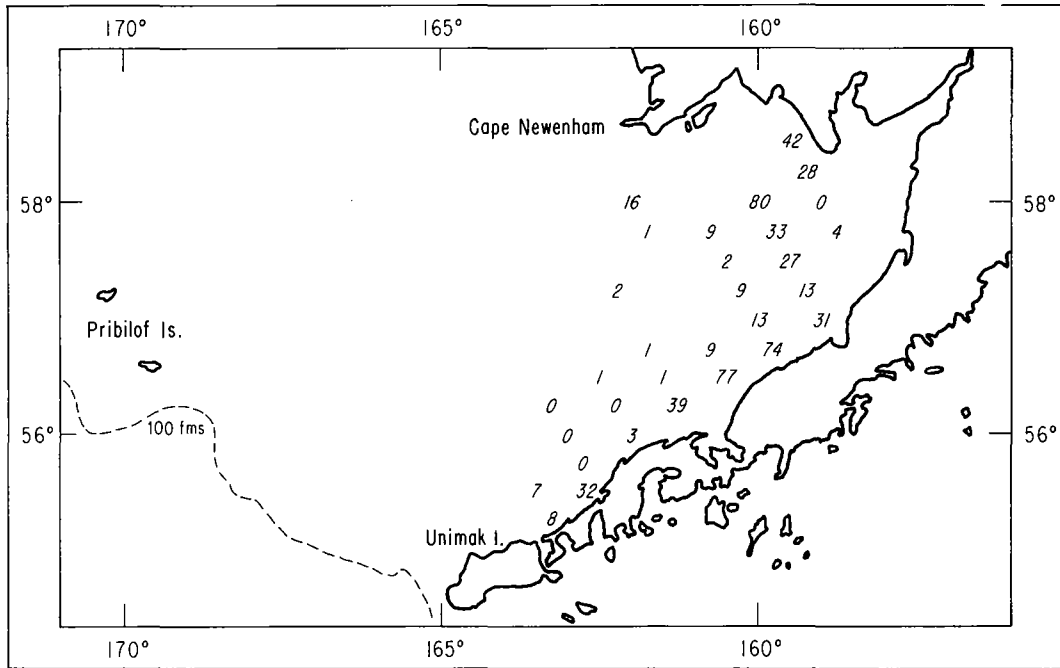 170° 165° 160°
Cape Newenham
42
28
58° 16 80 0 58°
1 9 33 4
2 27
2 9 13
Pribilof Is.
13 31
1 9 74
1 1 77
0 0 39
100 fms
56° 0 3 56°
0
7 32
8
Unimak I.
170° 165° 160°